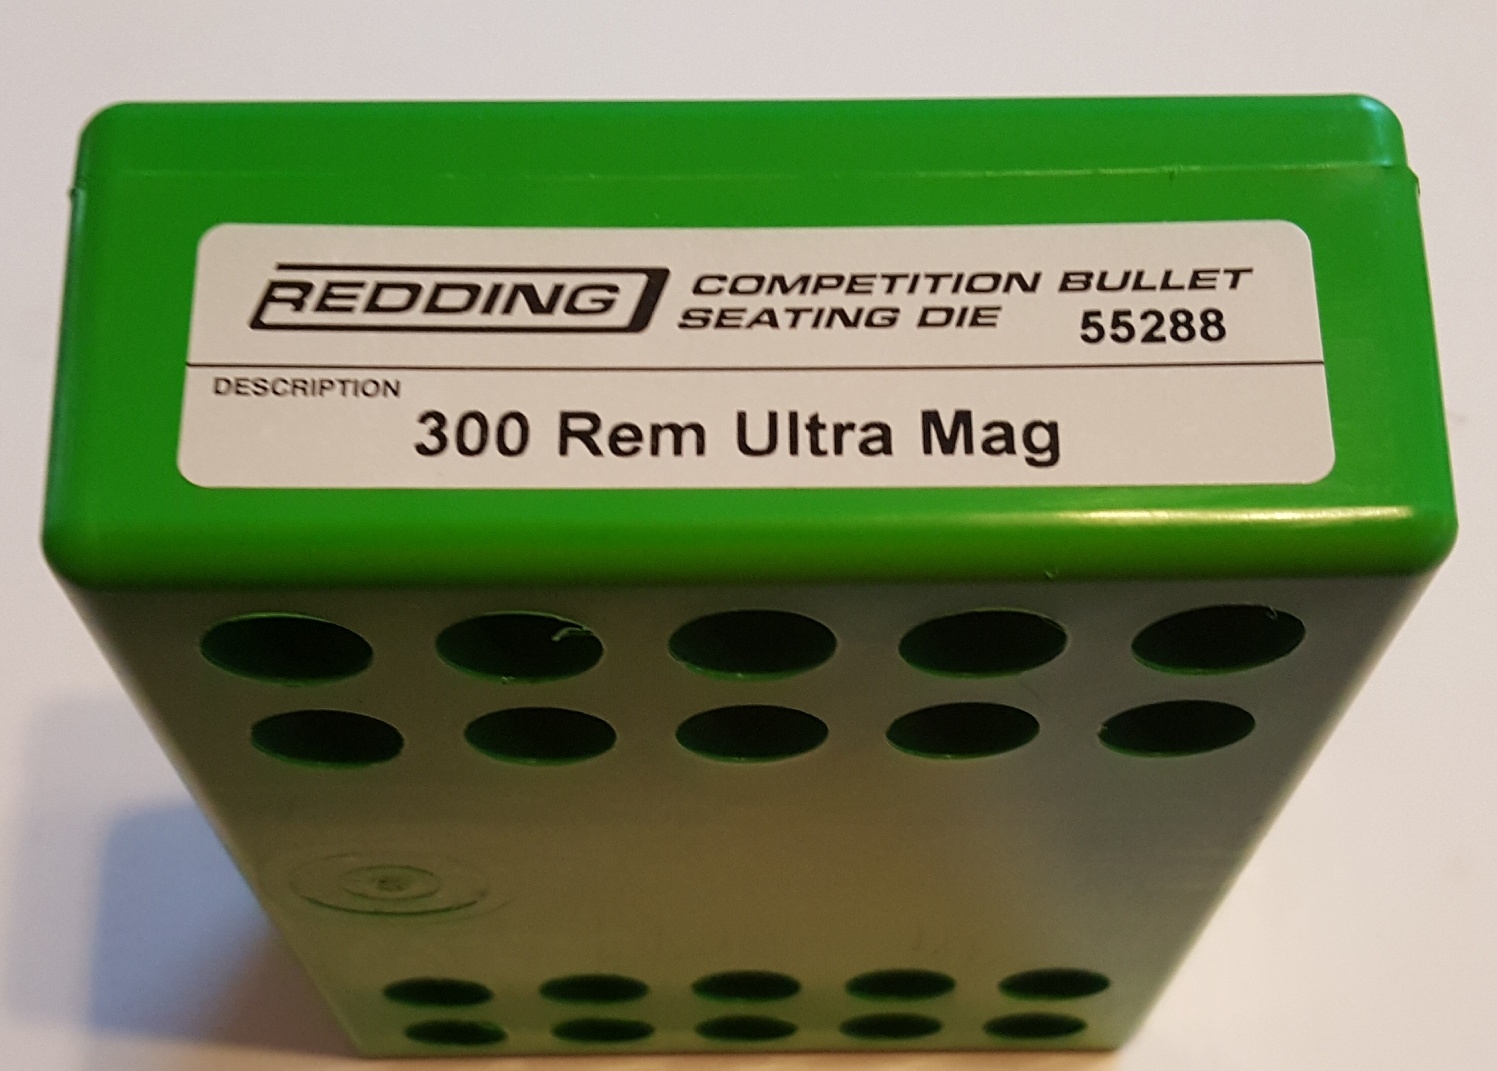 REDDING COMPETITION BULLET
SEATING DIE 55288
DESCRIPTION
300 Rem Ultra Mag